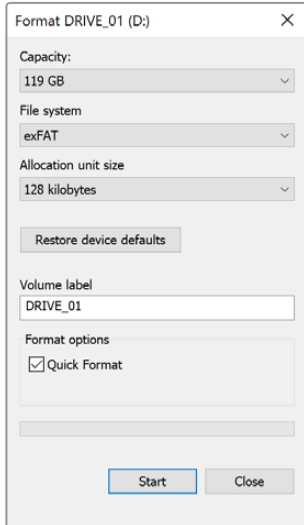 Format DRIVE_01 (D:)
Capacity:
119 GB
File system
exFAT
Allocation unit size
128 kilobytes
Restore device defaults
Volume label
DRIVE_01
Format options
Quick Format
Start Close